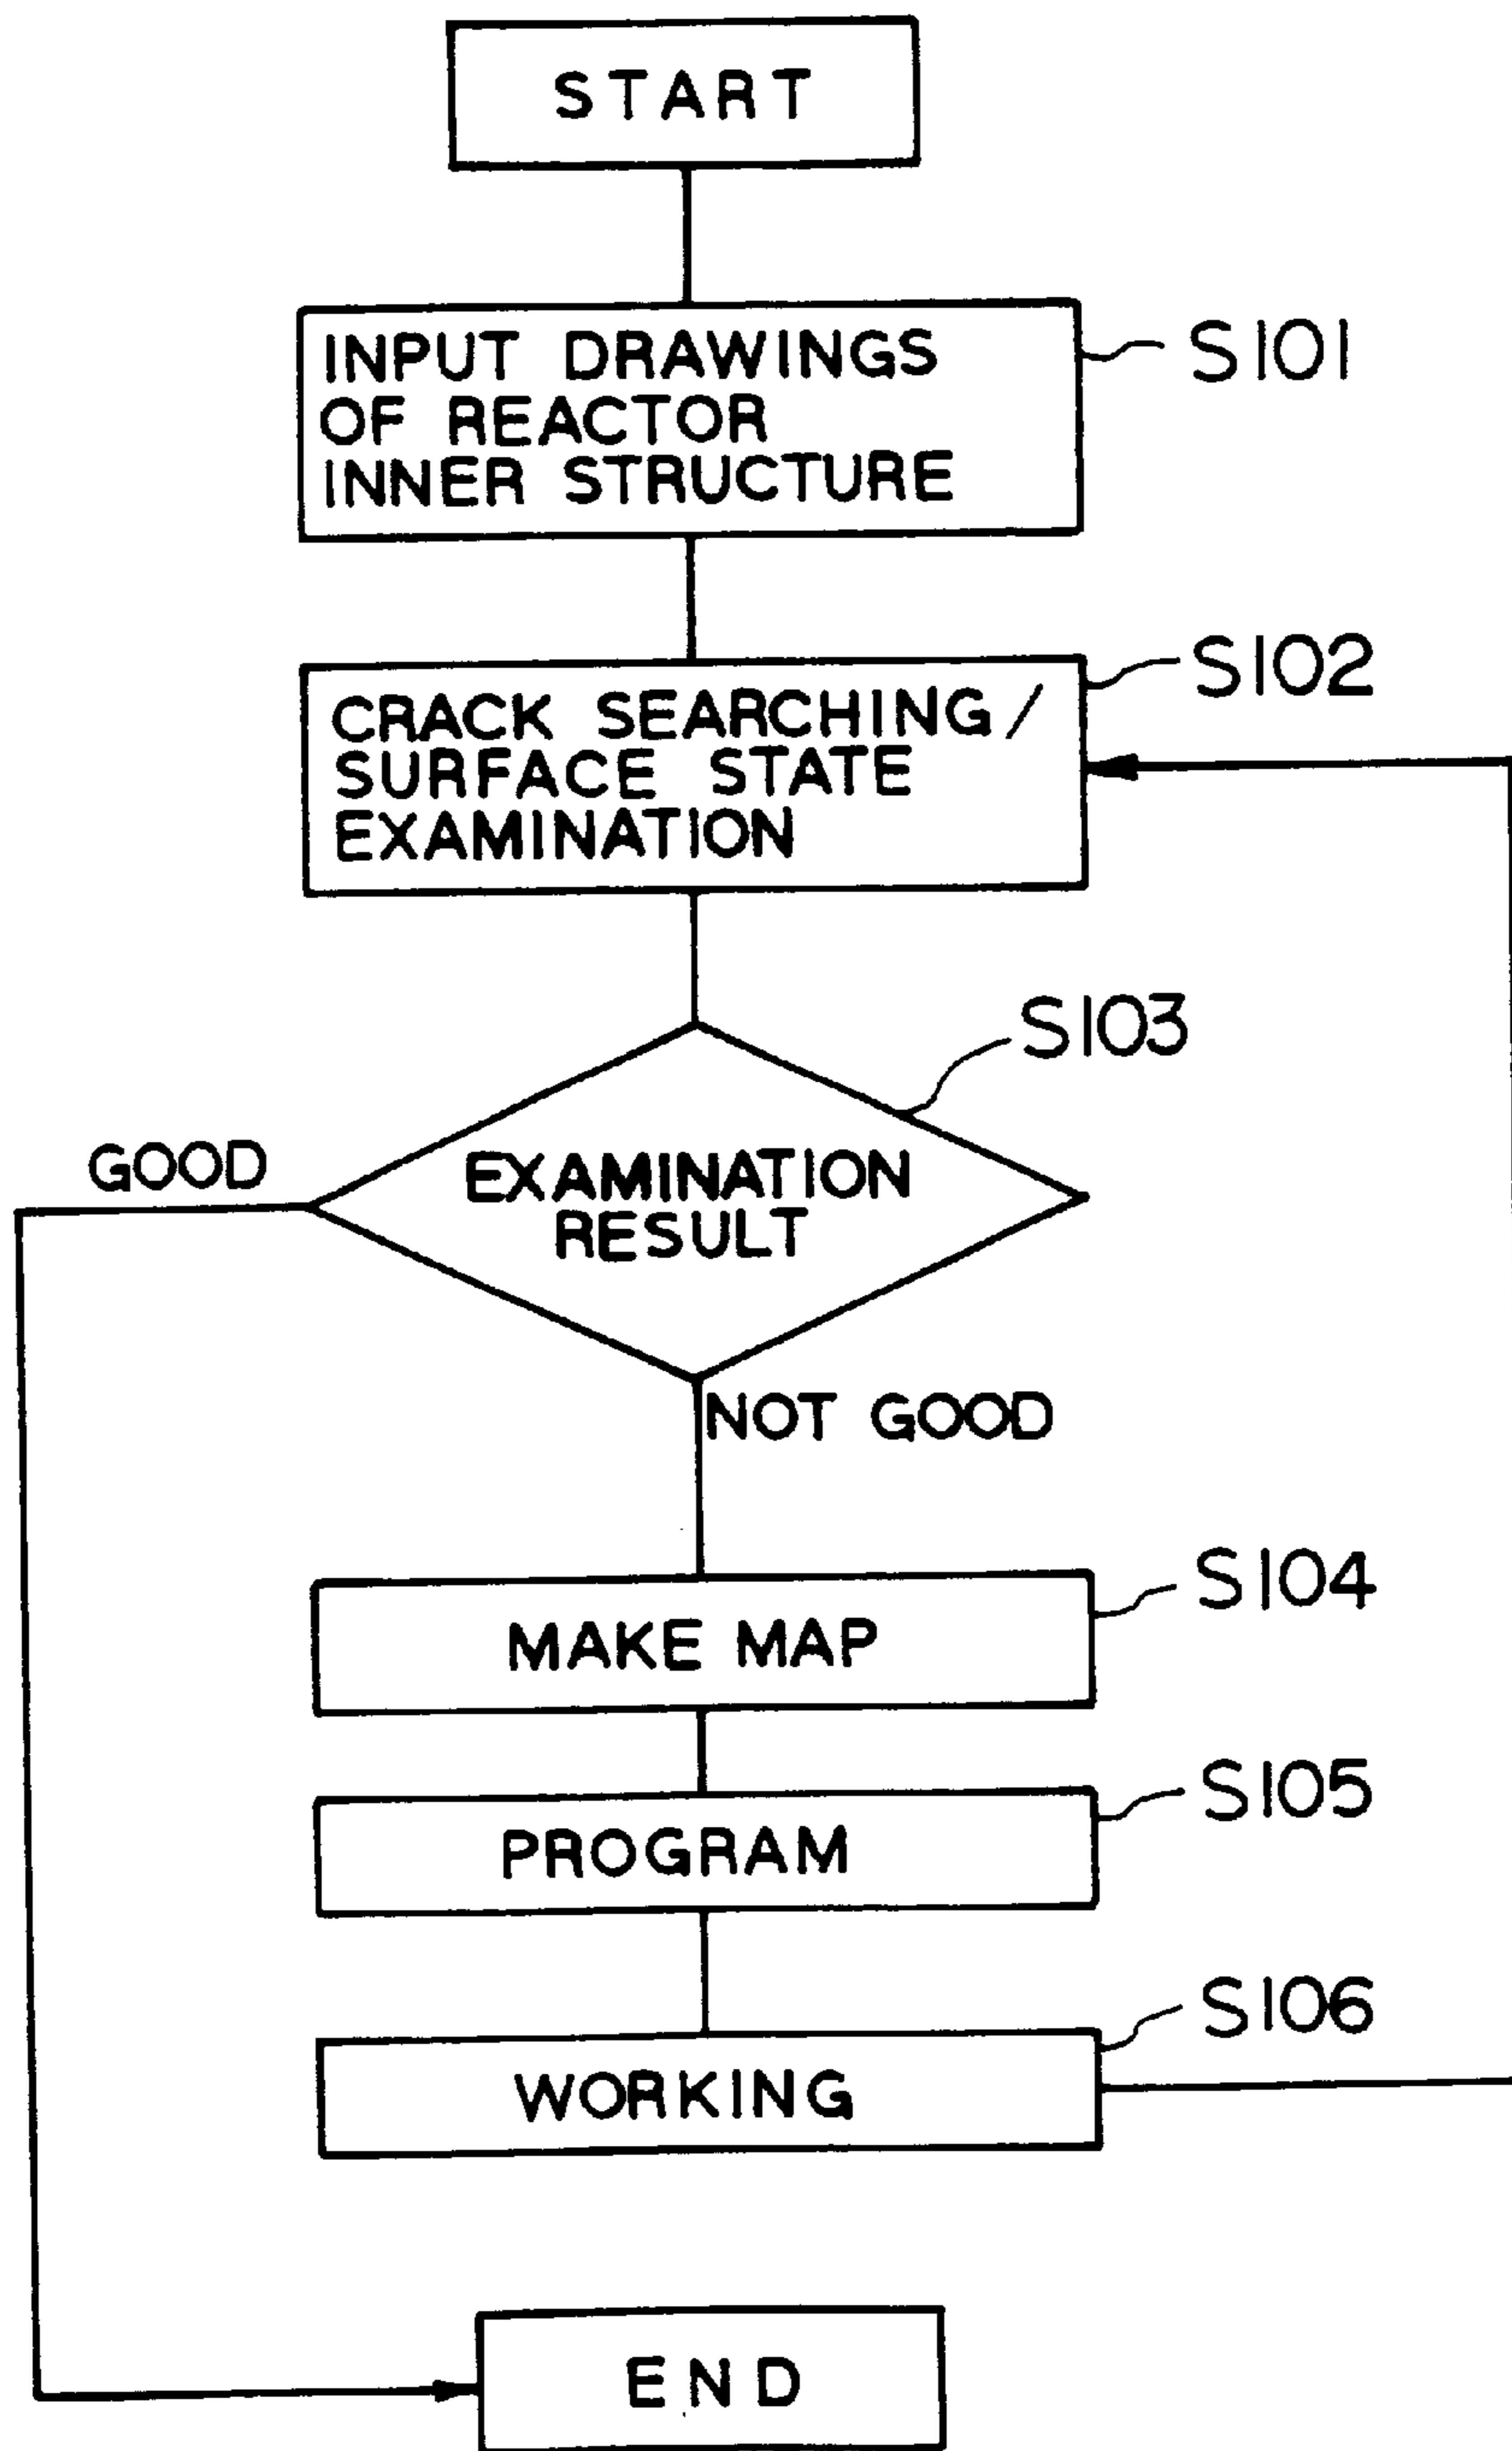 START
INPUT DRAWINGS
OF REACTOR
INNER STRUCTURE
S101
CRACK SEARCHING/
SURFACE STATE
EXAMINATION
S102
S103
GOOD
EXAMINATION
RESULT
NOT GOOD
MAKE MAP
S104
PROGRAM
S105
WORKING
S106
END